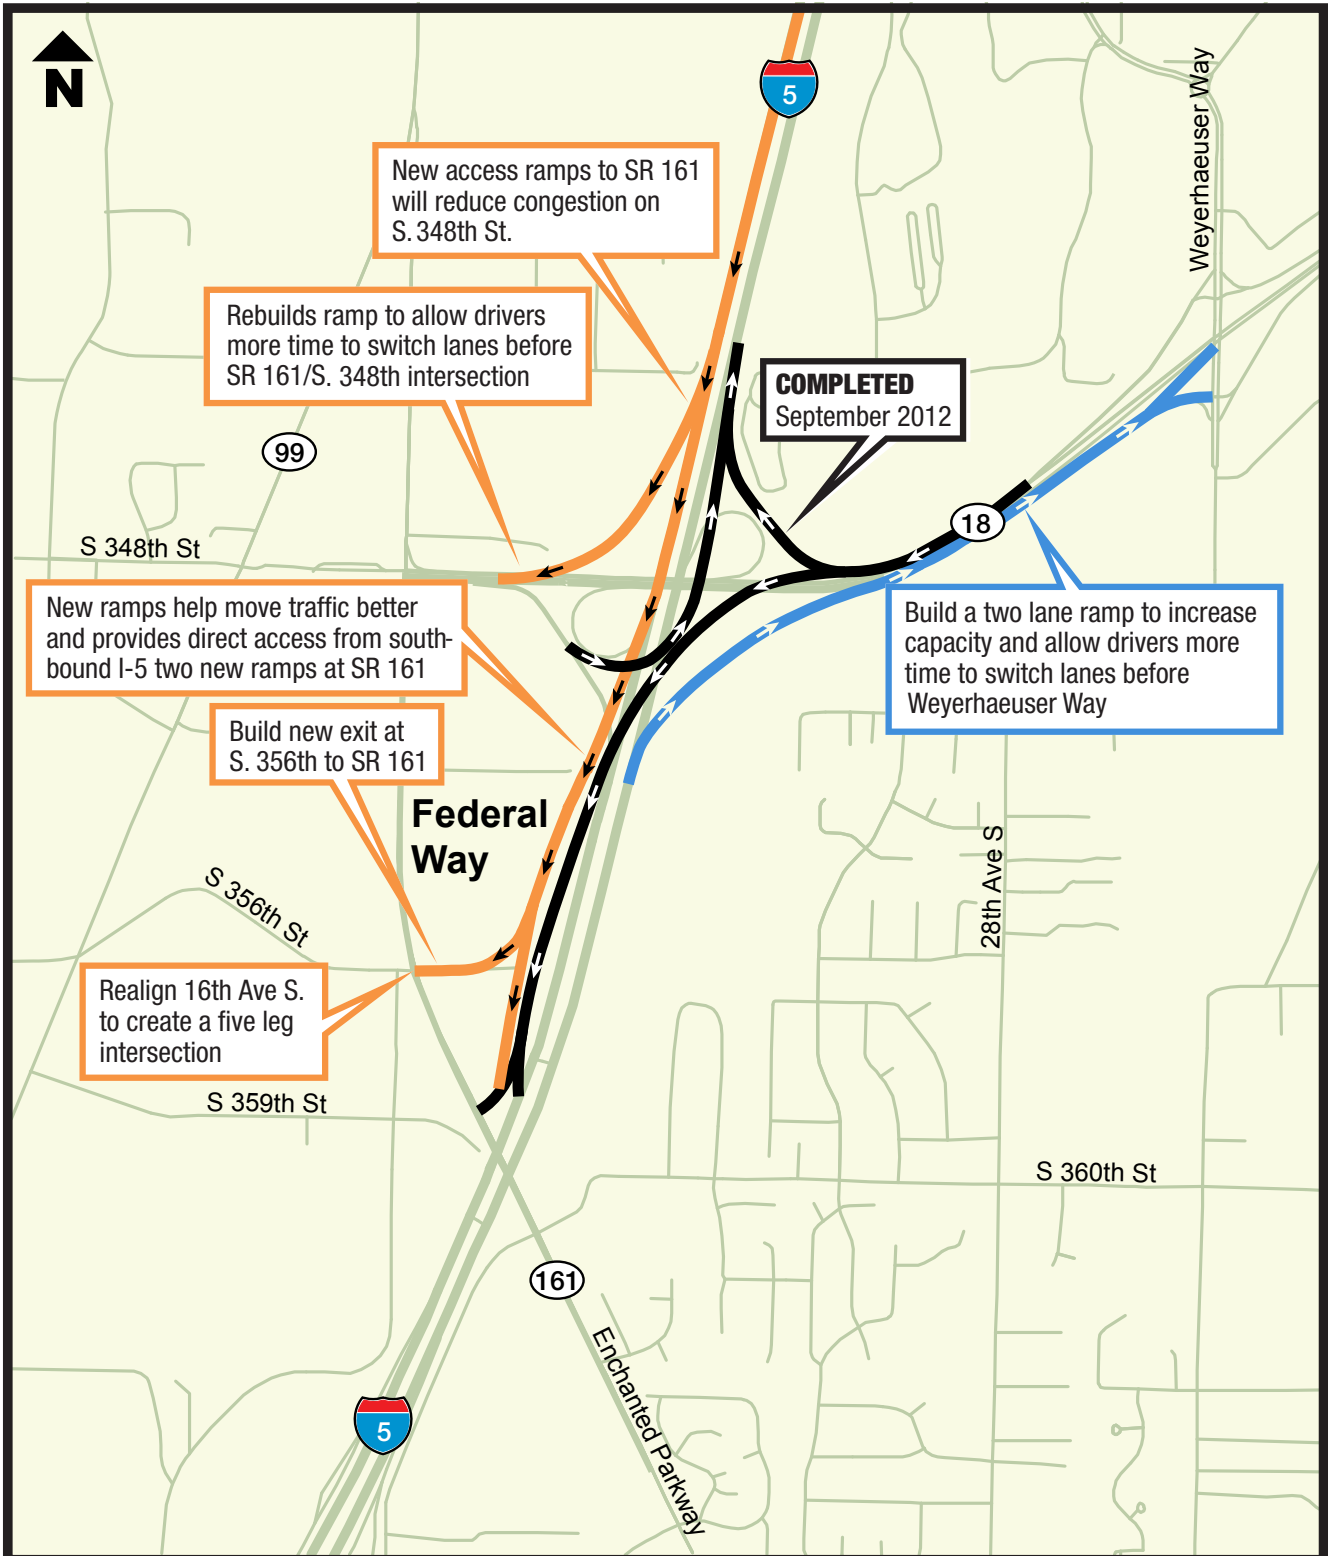 N
5
Weyerhaeuser Way
New access ramps to SR 161
will reduce congestion on
S. 348th St.
Rebuilds ramp to allow drivers
more time to switch lanes before
SR 161/S. 348th intersection
COMPLETED
September 2012
99
18
S 348th St
New ramps help move traffic better
and provides direct access from south-
bound I-5 two new ramps at SR 161
Build a two lane ramp to increase
capacity and allow drivers more
time to switch lanes before
Weyerhaeuser Way
Build new exit at
S. 356th to SR 161
Federal
Way
S 356th St
28th Ave S
Realign 16th Ave S.
to create a five leg
intersection
S 359th St
S 360th St
161
Enchanted Parkway
5